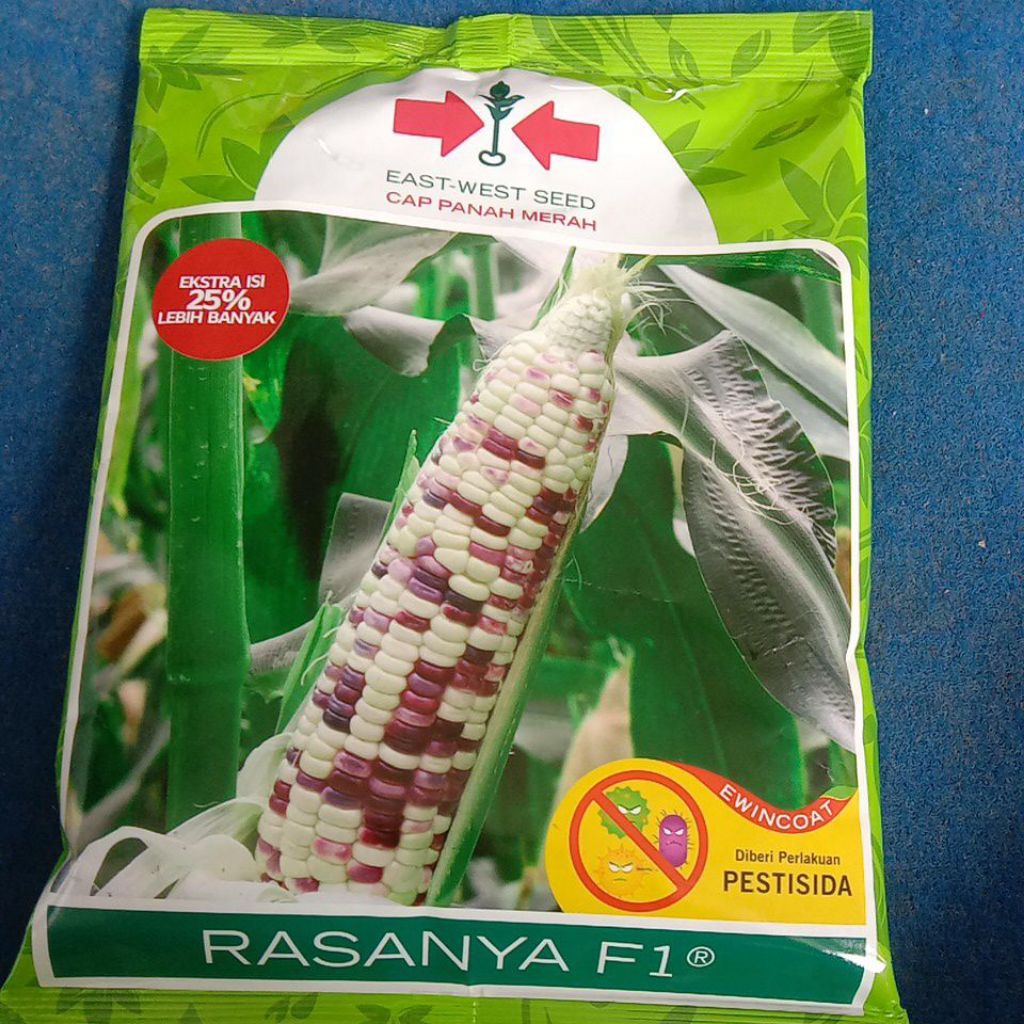 EAST-WEST SEED
CAP PANAH MERAH
EKSTRA ISI
25%
LEBIH BANYAK
EWINCOAT
Diberi Perlakuan
PESTISIDA
RASANYA F1®